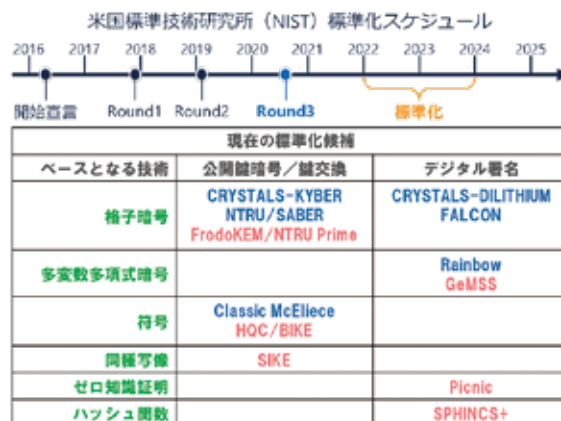 米国標準技術研究所（NIST）標準化スケジュール
2016 2017 2018 2019 2020 2021 2022 2023 2024 2025
開始宣言 Round1 Round2 Round3 標準化
現在の標準化候補
ベースとなる技術 公開鍵暗号／鍵交換 デジタル署名
格子暗号 CRYSTALS-KYBER CRYSTALS-DILITHIUM
NTRU/SABER FALCON
FrodoKEM/NTRU Prime
多変数多項式暗号 Rainbow
GeMSS
符号 Classic McEliece
HQC/BIKE
同種写像 SIKE
ゼロ知識証明 Picnic
ハッシュ関数 SPHINCS+